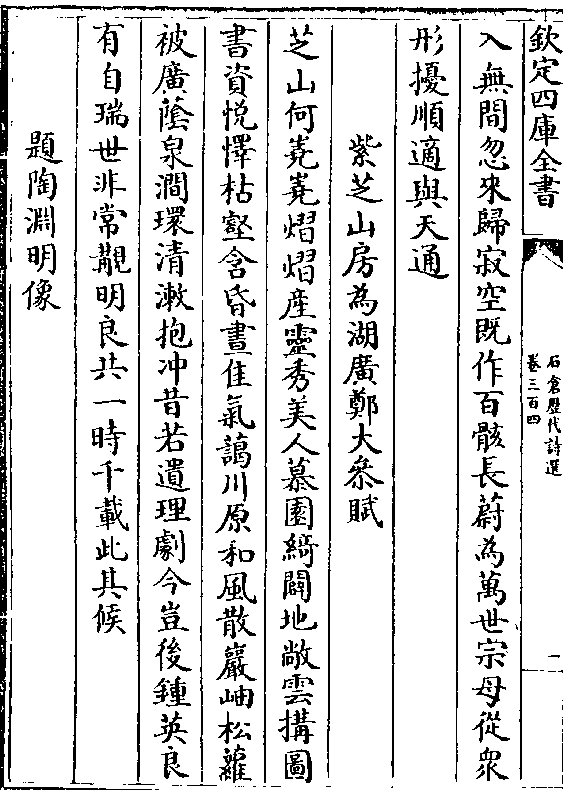 欽定四庫全書
石倉歷代詩選
卷三百四
入無間忽來歸寂空既作百骸長蔚為萬世宗母從衆
形擾順適與天通
紫芝山房為湖廣鄭大叅賦
芝山何嶤嶤熠熠産靈秀美人慕園綺闢地敞雲搆圖
書資悦懌枯壑含昏晝佳氣藹川原和風散巖岫松蘿
被廣蔭泉澗環清漱抱冲昔若遺理劇今豈後鍾英良
有自瑞世非常覯明良共一時千載此其候
題陶淵明像